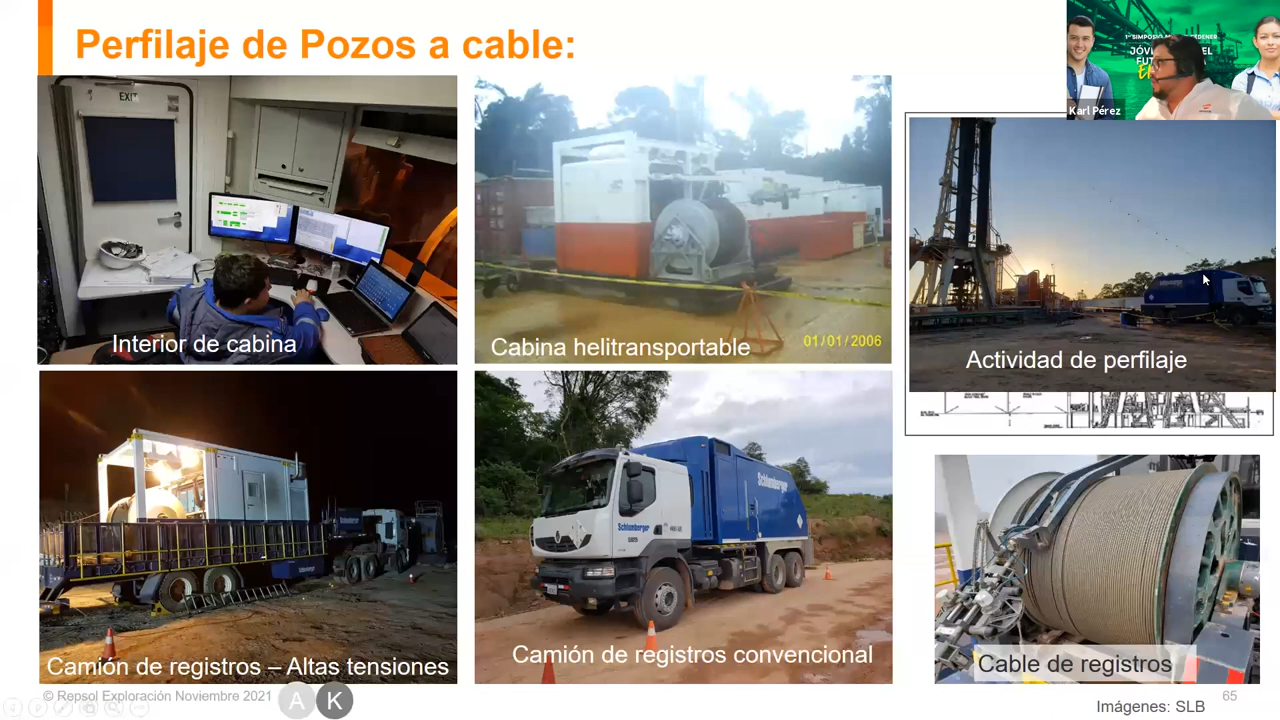 Perfilaje de Pozos a cable:
EXIT
Interior de cabina
Cabina helitransportable
01/01/2006
Karl Pérez
Actividad de perfilaje
Camión de registros – Altas tensiones
Schlumberger
Schlumberger
Camión de registros convencional
Cable de registros
© Repsol Exploración Noviembre 2021
A
K
65
Imágenes: SLB